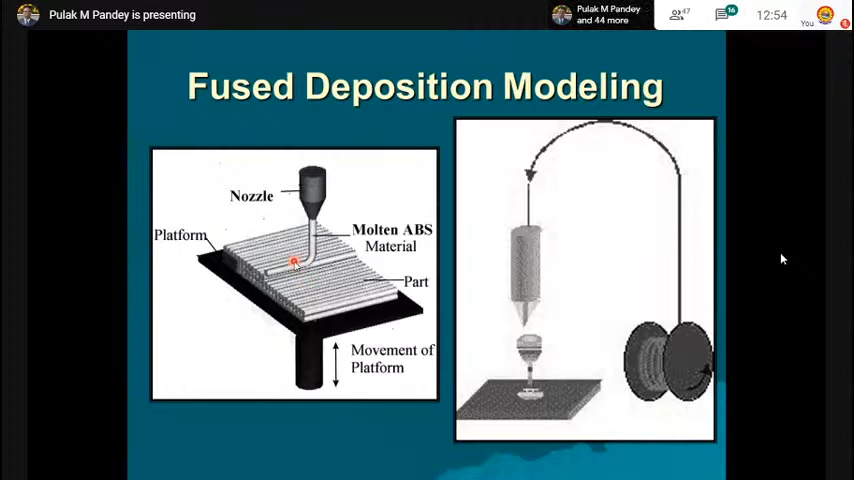 Pulak M Pandey is presenting
Pulak M Pandey
and 44 more
47
16
12:54
You
Fused Deposition Modeling
Nozzle
Platform
Molten ABS
Material
Part
Movement of
Platform